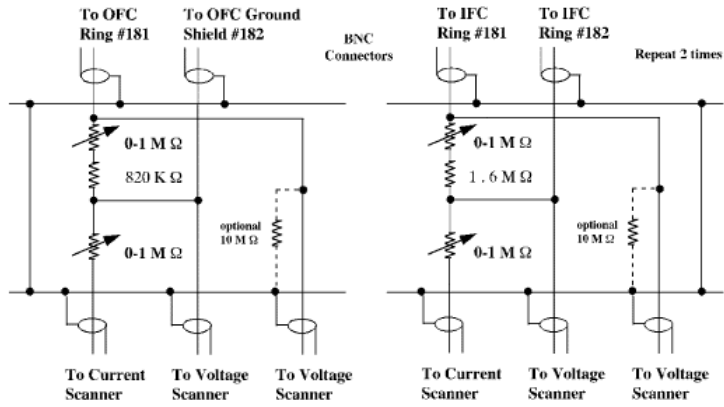 To OFC
Ring #181
To OFC Ground
Shield #182
BNC
Connectors
To IFC
Ring #181
To IFC
Ring #182
Repeat 2 times
0-1 M Ω
820 K Ω
optional
10 M Ω
0-1 M Ω
0-1 M Ω
1.6 M Ω
optional
10 M Ω
0-1 M Ω
To Current
Scanner
To Voltage
Scanner
To Voltage
Scanner
To Current
Scanner
To Voltage
Scanner
To Voltage
Scanner